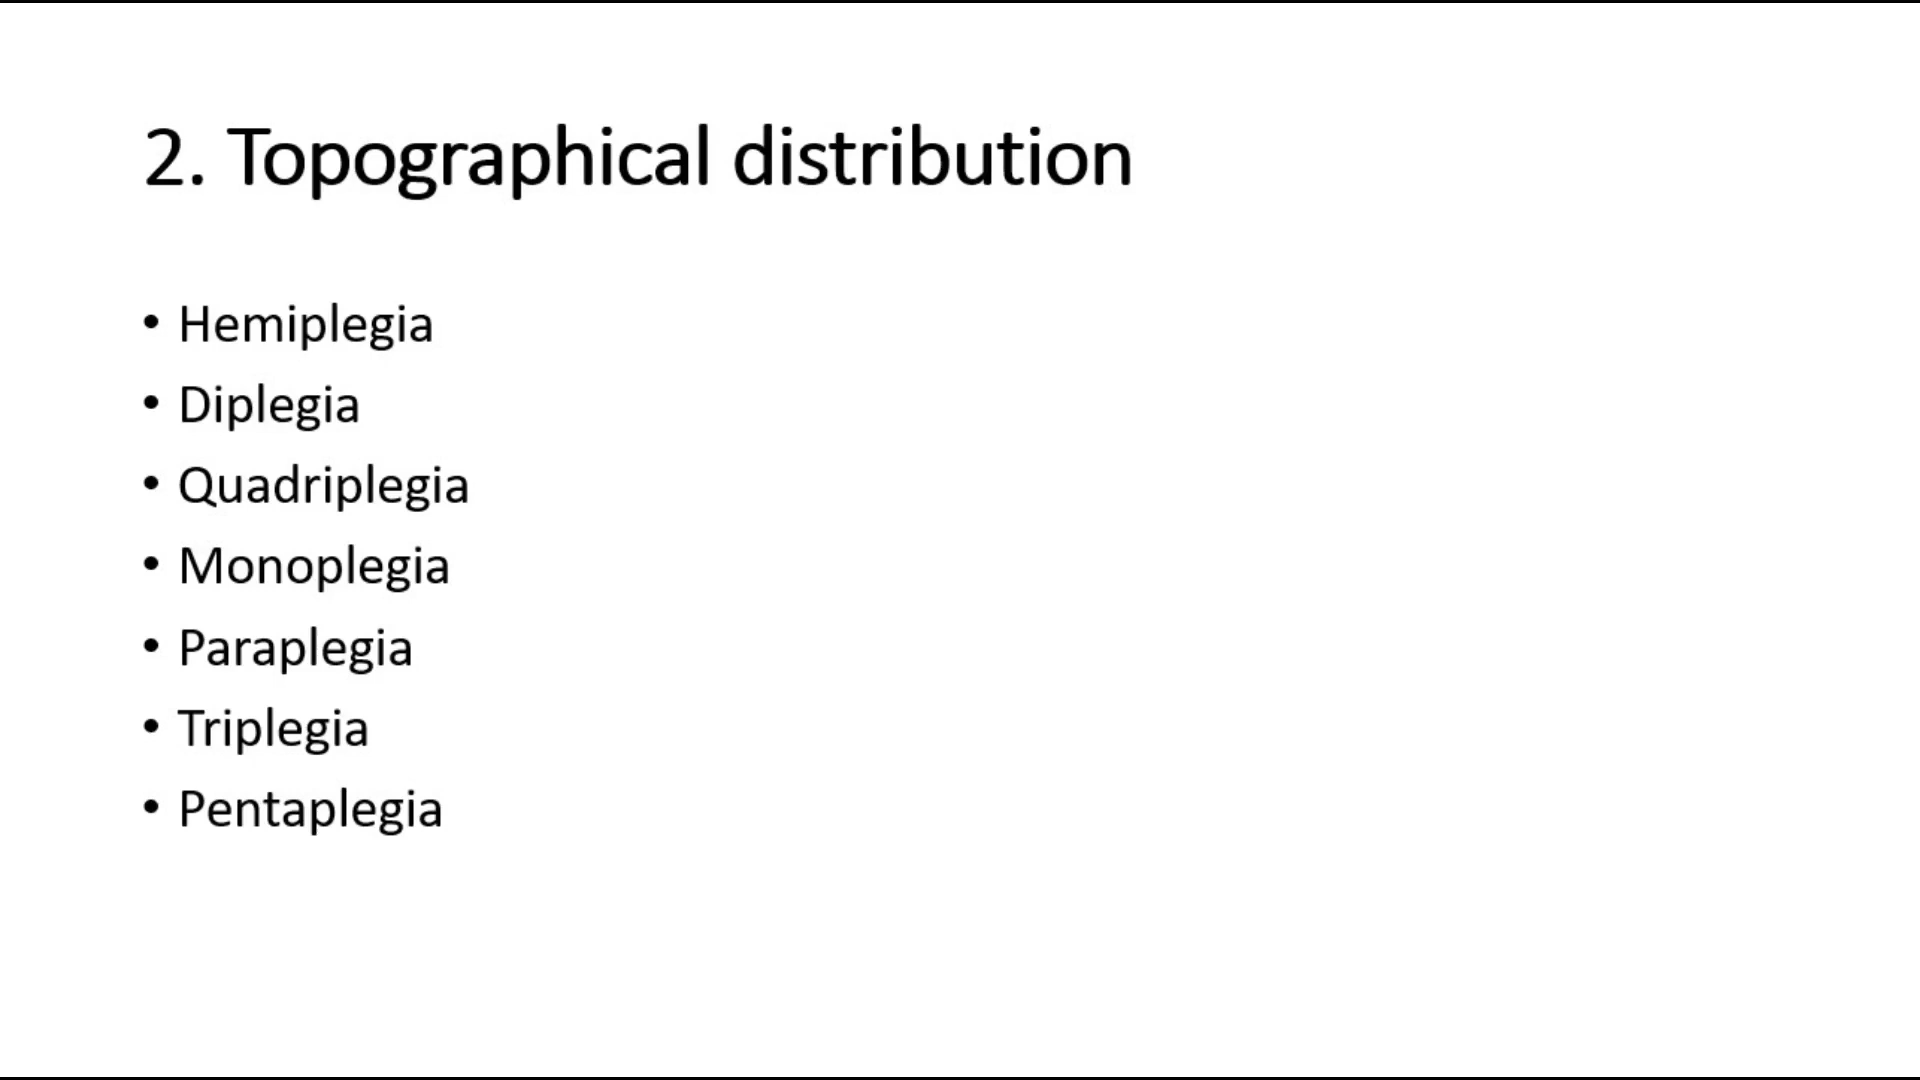 2. Topographical distribution
• Hemiplegia
• Diplegia
• Quadriplegia
• Monoplegia
• Paraplegia
• Triplegia
• Pentaplegia